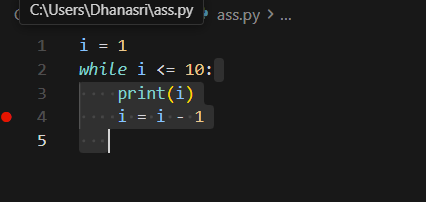 C:\Users\Dhanasri\ass.py
ass.py > ...
1 i = 1
2 while i <= 10:
3 print(i)
4 i = i - 1
5